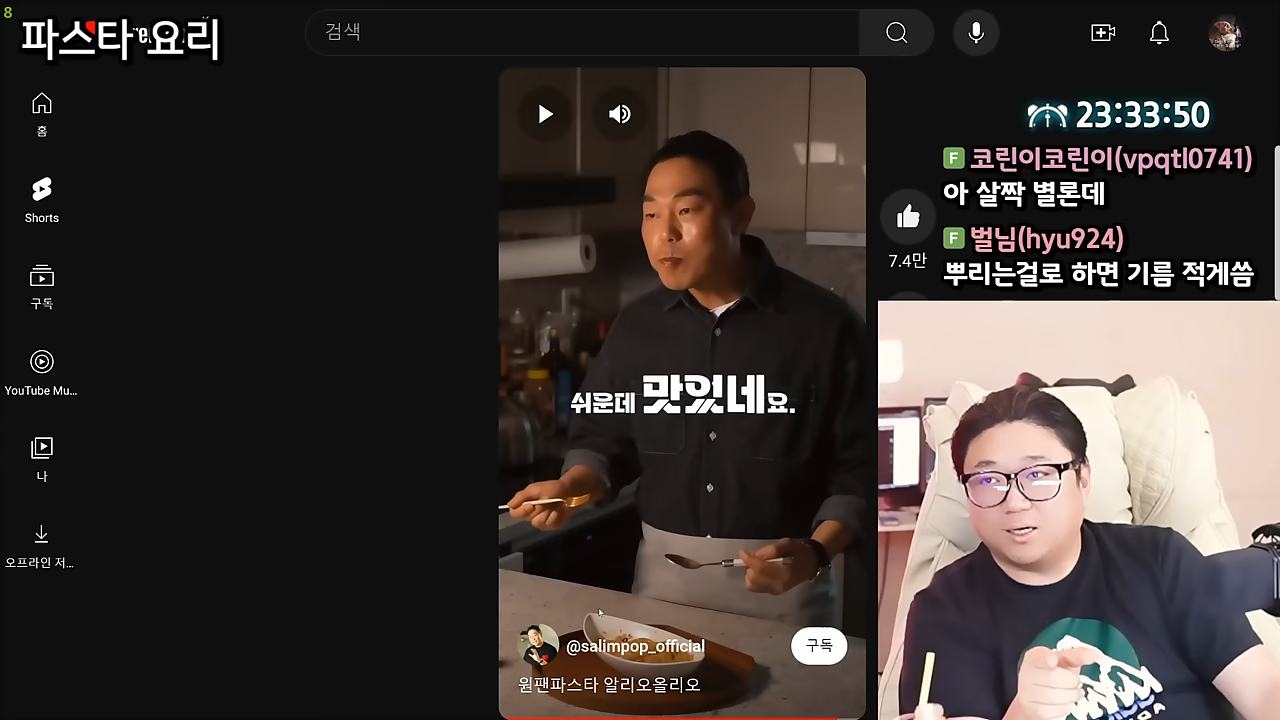 8
파스타 요리
검색
홈
Shorts
구독
YouTube Mu...
나
오프라인 저...
쉬운데 맛있네요.
@salimpop_official
구독
원팬파스타 알리오올리오
7.4만
23:33:50
F 코린이코린이(vpqtl0741)
아 살짝 별론데
F 벌님(hyu924)
뿌리는걸로 하면 기름 적게씀